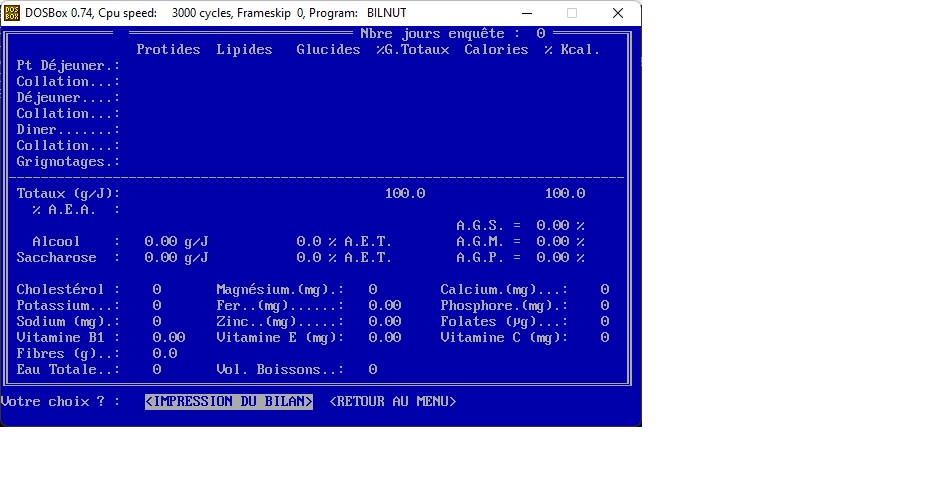 DOS BOX DOSBox 0.74, Cpu speed: 3000 cycles, Frameskip 0, Program: BILNUT
Nbre jours enquête : 0
Protides Lipides Glucides %G.Totaux Calories % Kcal.
Pt Déjeuner.:
Collation...:
Déjeuner....:
Collation...:
Diner.......:
Collation...:
Grignotages.:
Totaux (g/J): 100.0 100.0
% A.E.A. :
A.G.S. = 0.00 %
Alcool : 0.00 g/J 0.0 % A.E.T. A.G.M. = 0.00 %
Saccharose : 0.00 g/J 0.0 % A.E.T. A.G.P. = 0.00 %
Cholestérol : 0 Magnésium.(mg).: 0 Calcium.(mg)...: 0
Potassium...: 0 Fer..(mg)......: 0.00 Phosphore.(mg).: 0
Sodium (mg).: 0 Zinc..(mg).....: 0.00 Folates (µg)...: 0
Vitamine B1 : 0.00 Vitamine E (mg): 0.00 Vitamine C (mg): 0
Fibres (g)..: 0.0
Eau Totale..: 0 Vol. Boissons..: 0
Votre choix ? : <IMPRESSION DU BILAN> <RETOUR AU MENU>